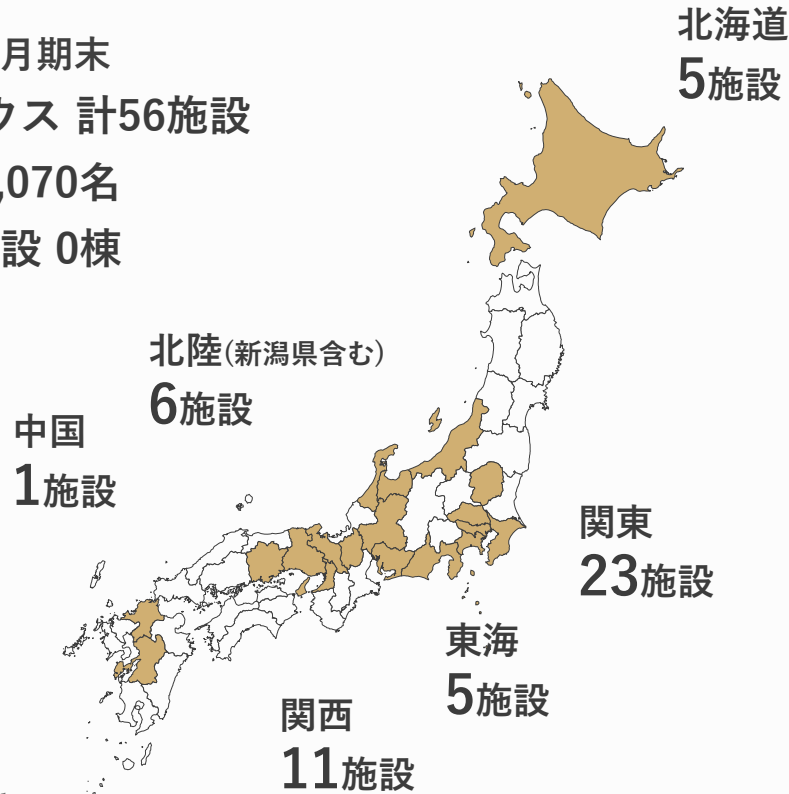 月期末
ウス 計56施設
,070名
設 0棟
北海道
5施設
北陸(新潟県含む)
6施設
中国
1施設
関東
23施設
東海
5施設
関西
11施設